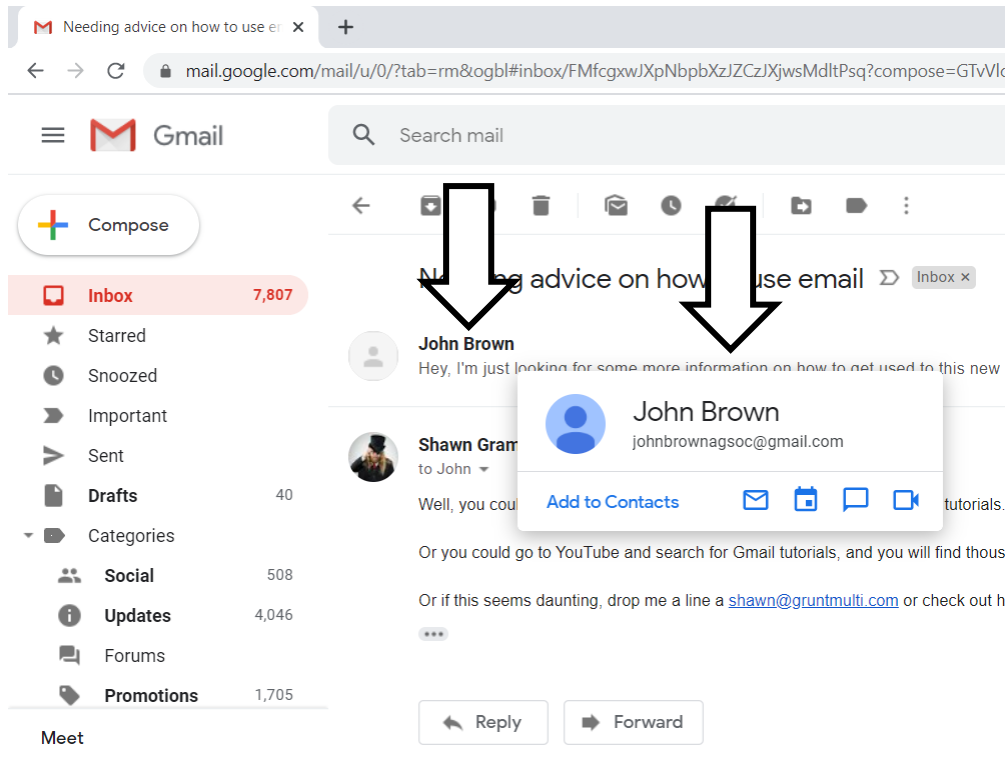 Needing advice on how to use e
mail.google.com/mail/u/0/?tab=rm&ogbl#inbox/FMfcgxwJXpNbpbXzJZCzJXjwsMdltPsq?compose=GTvVlc
Gmail
Search mail
Compose
Inbox 7,807
Starred
Snoozed
Important
Sent
Drafts 40
Categories
Social 508
Updates 4,046
Forums
Promotions 1,705
Meet
advice on how use email Inbox ×
John Brown
Hey, I'm just looking for some more information on how to get used to this new
John Brown
johnbrownagsoc@gmail.com
Add to Contacts
Shawn Gram
to John
Well, you coul tutorials.
Or you could go to YouTube and search for Gmail tutorials, and you will find thous
Or if this seems daunting, drop me a line a shawn@gruntmulti.com or check out h
Reply Forward